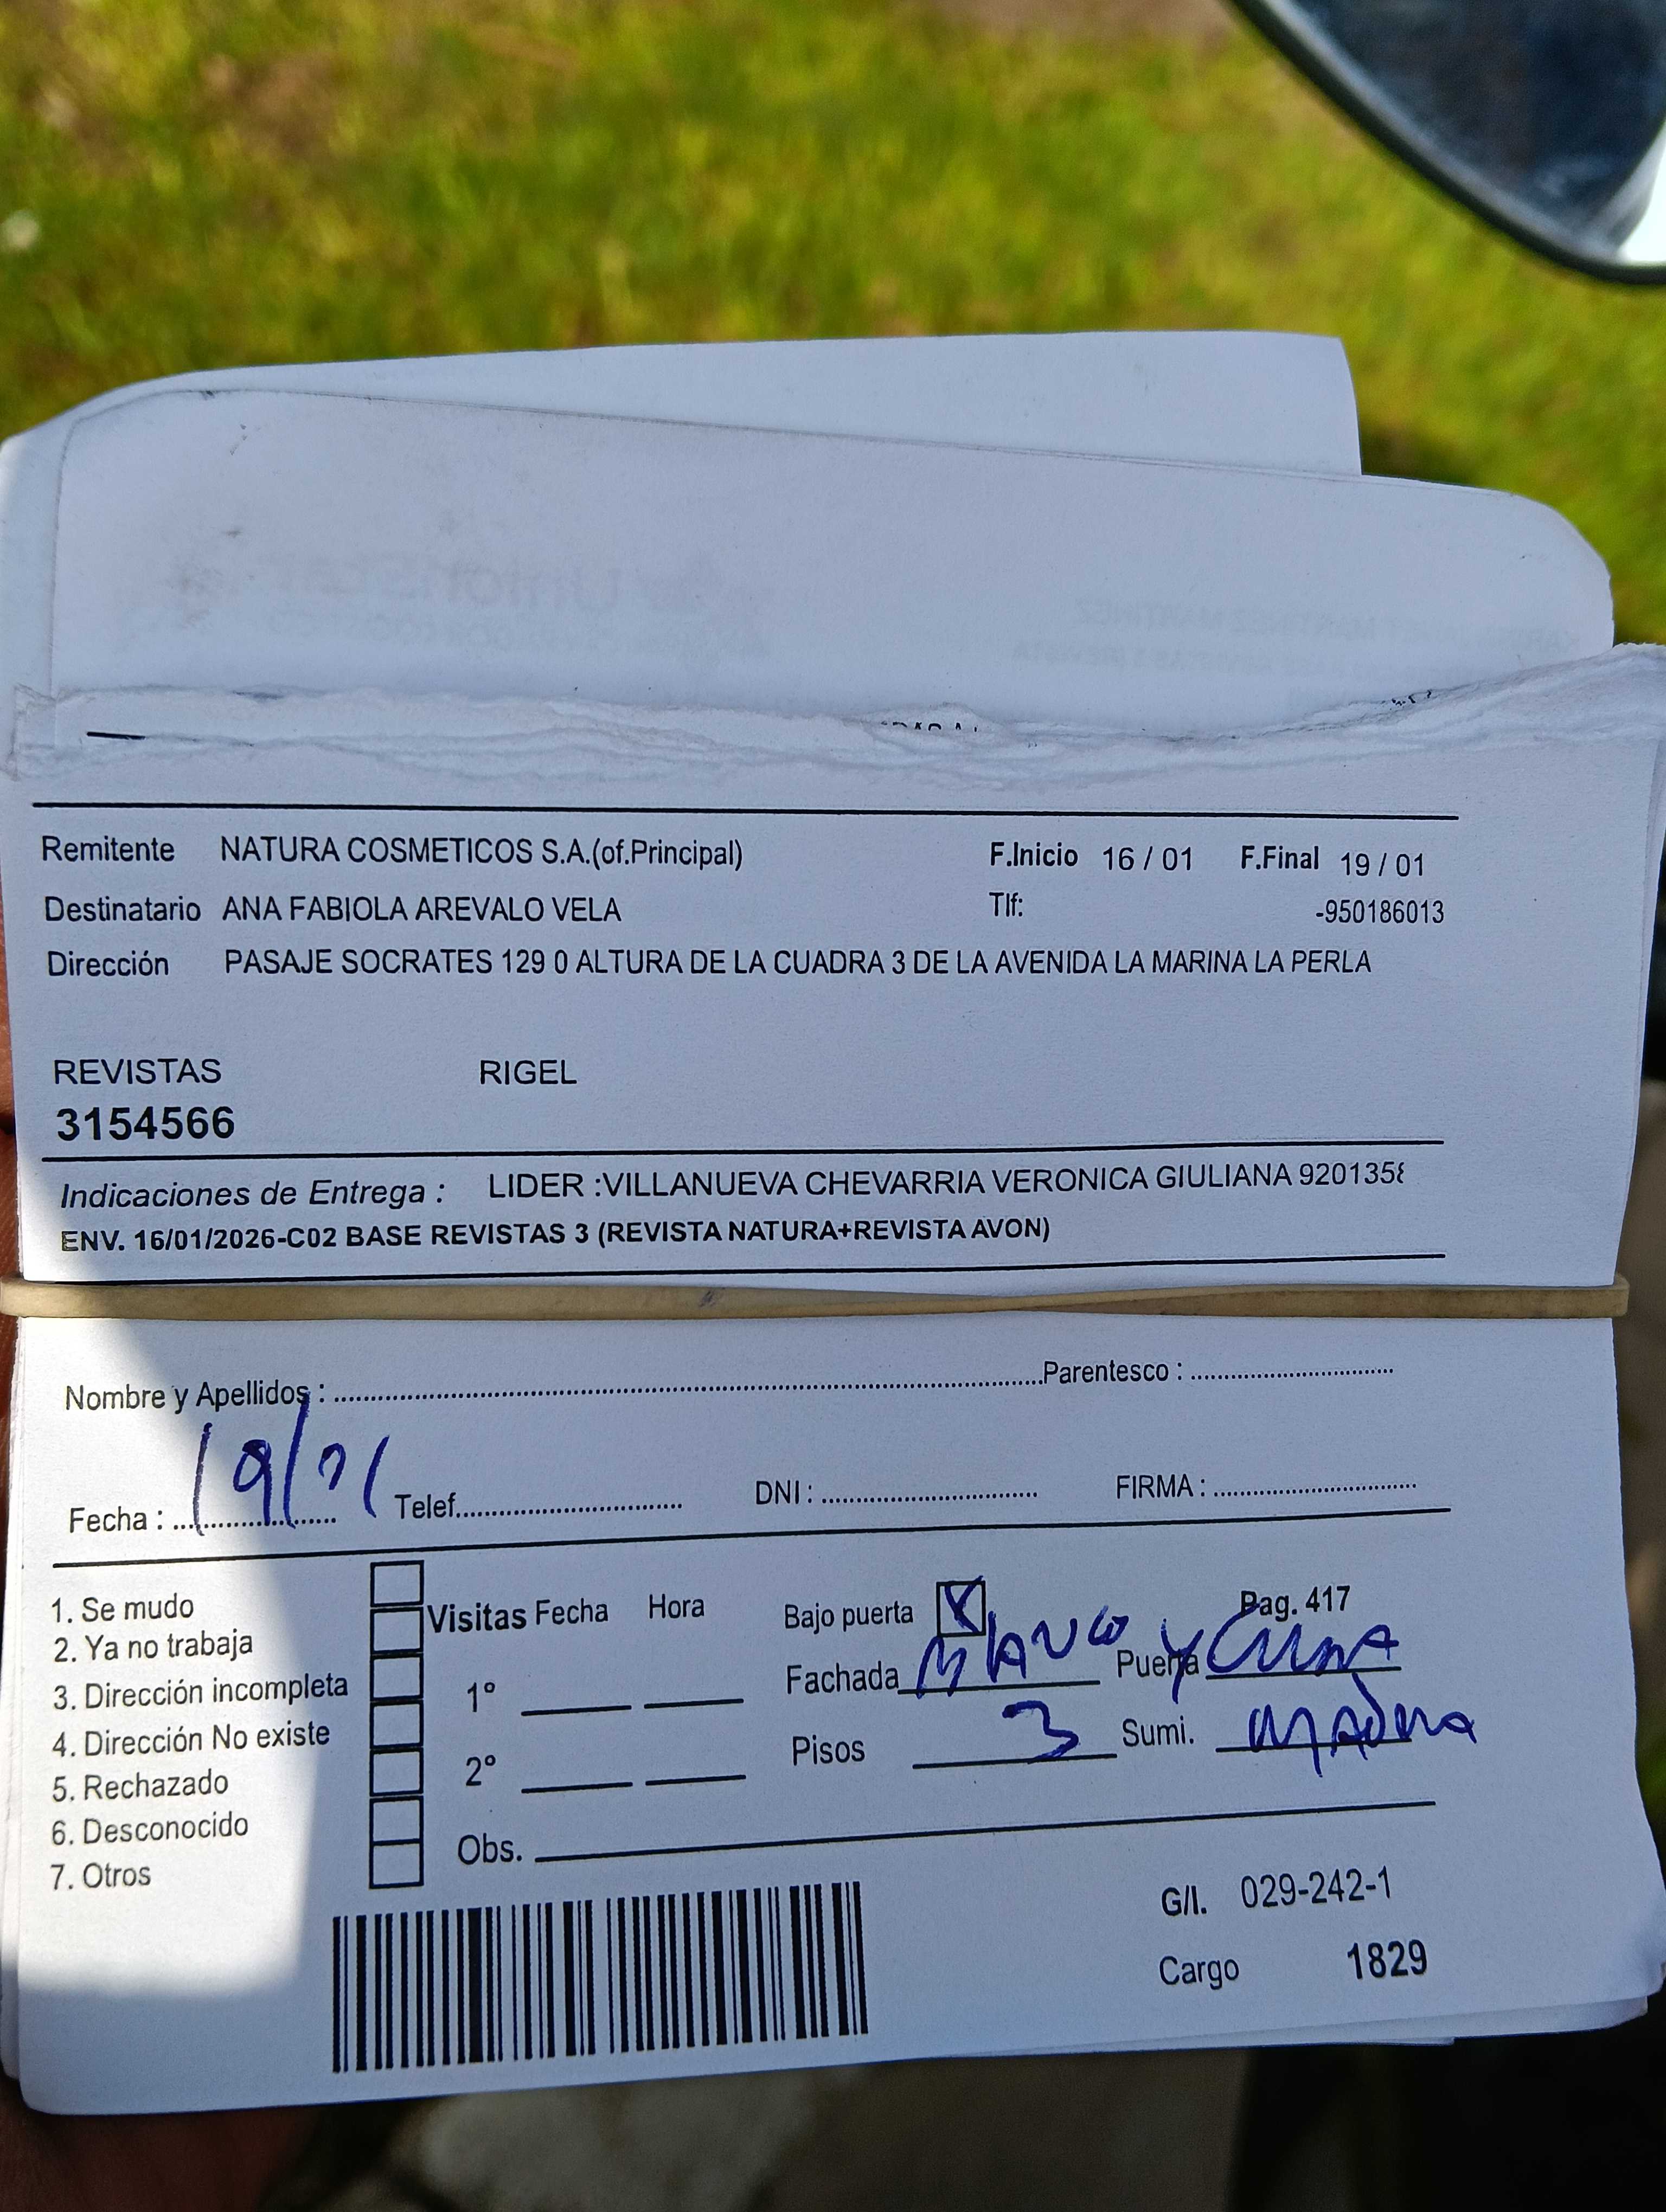 Remitente NATURA COSMETICOS S.A.(of.Principal) F.Inicio 16 / 01 F.Final 19 / 01
Destinatario ANA FABIOLA AREVALO VELA Tlf: -950186013
Dirección PASAJE SOCRATES 129 0 ALTURA DE LA CUADRA 3 DE LA AVENIDA LA MARINA LA PERLA
REVISTAS RIGEL
3154566
Indicaciones de Entrega : LIDER :VILLANUEVA CHEVARRIA VERONICA GIULIANA 920135
ENV. 16/01/2026-C02 BASE REVISTAS 3 (REVISTA NATURA+REVISTA AVON)
Nombre y Apellidos : Parentesco :
Fecha : 19/01 Telef. DNI : FIRMA :
1. Se mudo
2. Ya no trabaja
3. Dirección incompleta
4. Dirección No existe
5. Rechazado
6. Desconocido
7. Otros
Visitas Fecha Hora
1º
2º
Obs.
Bajo puerta X Pag. 417
Fachada Puerta
Pisos 3 Sumi. MADERA
G/I. 029-242-1
Cargo 1829